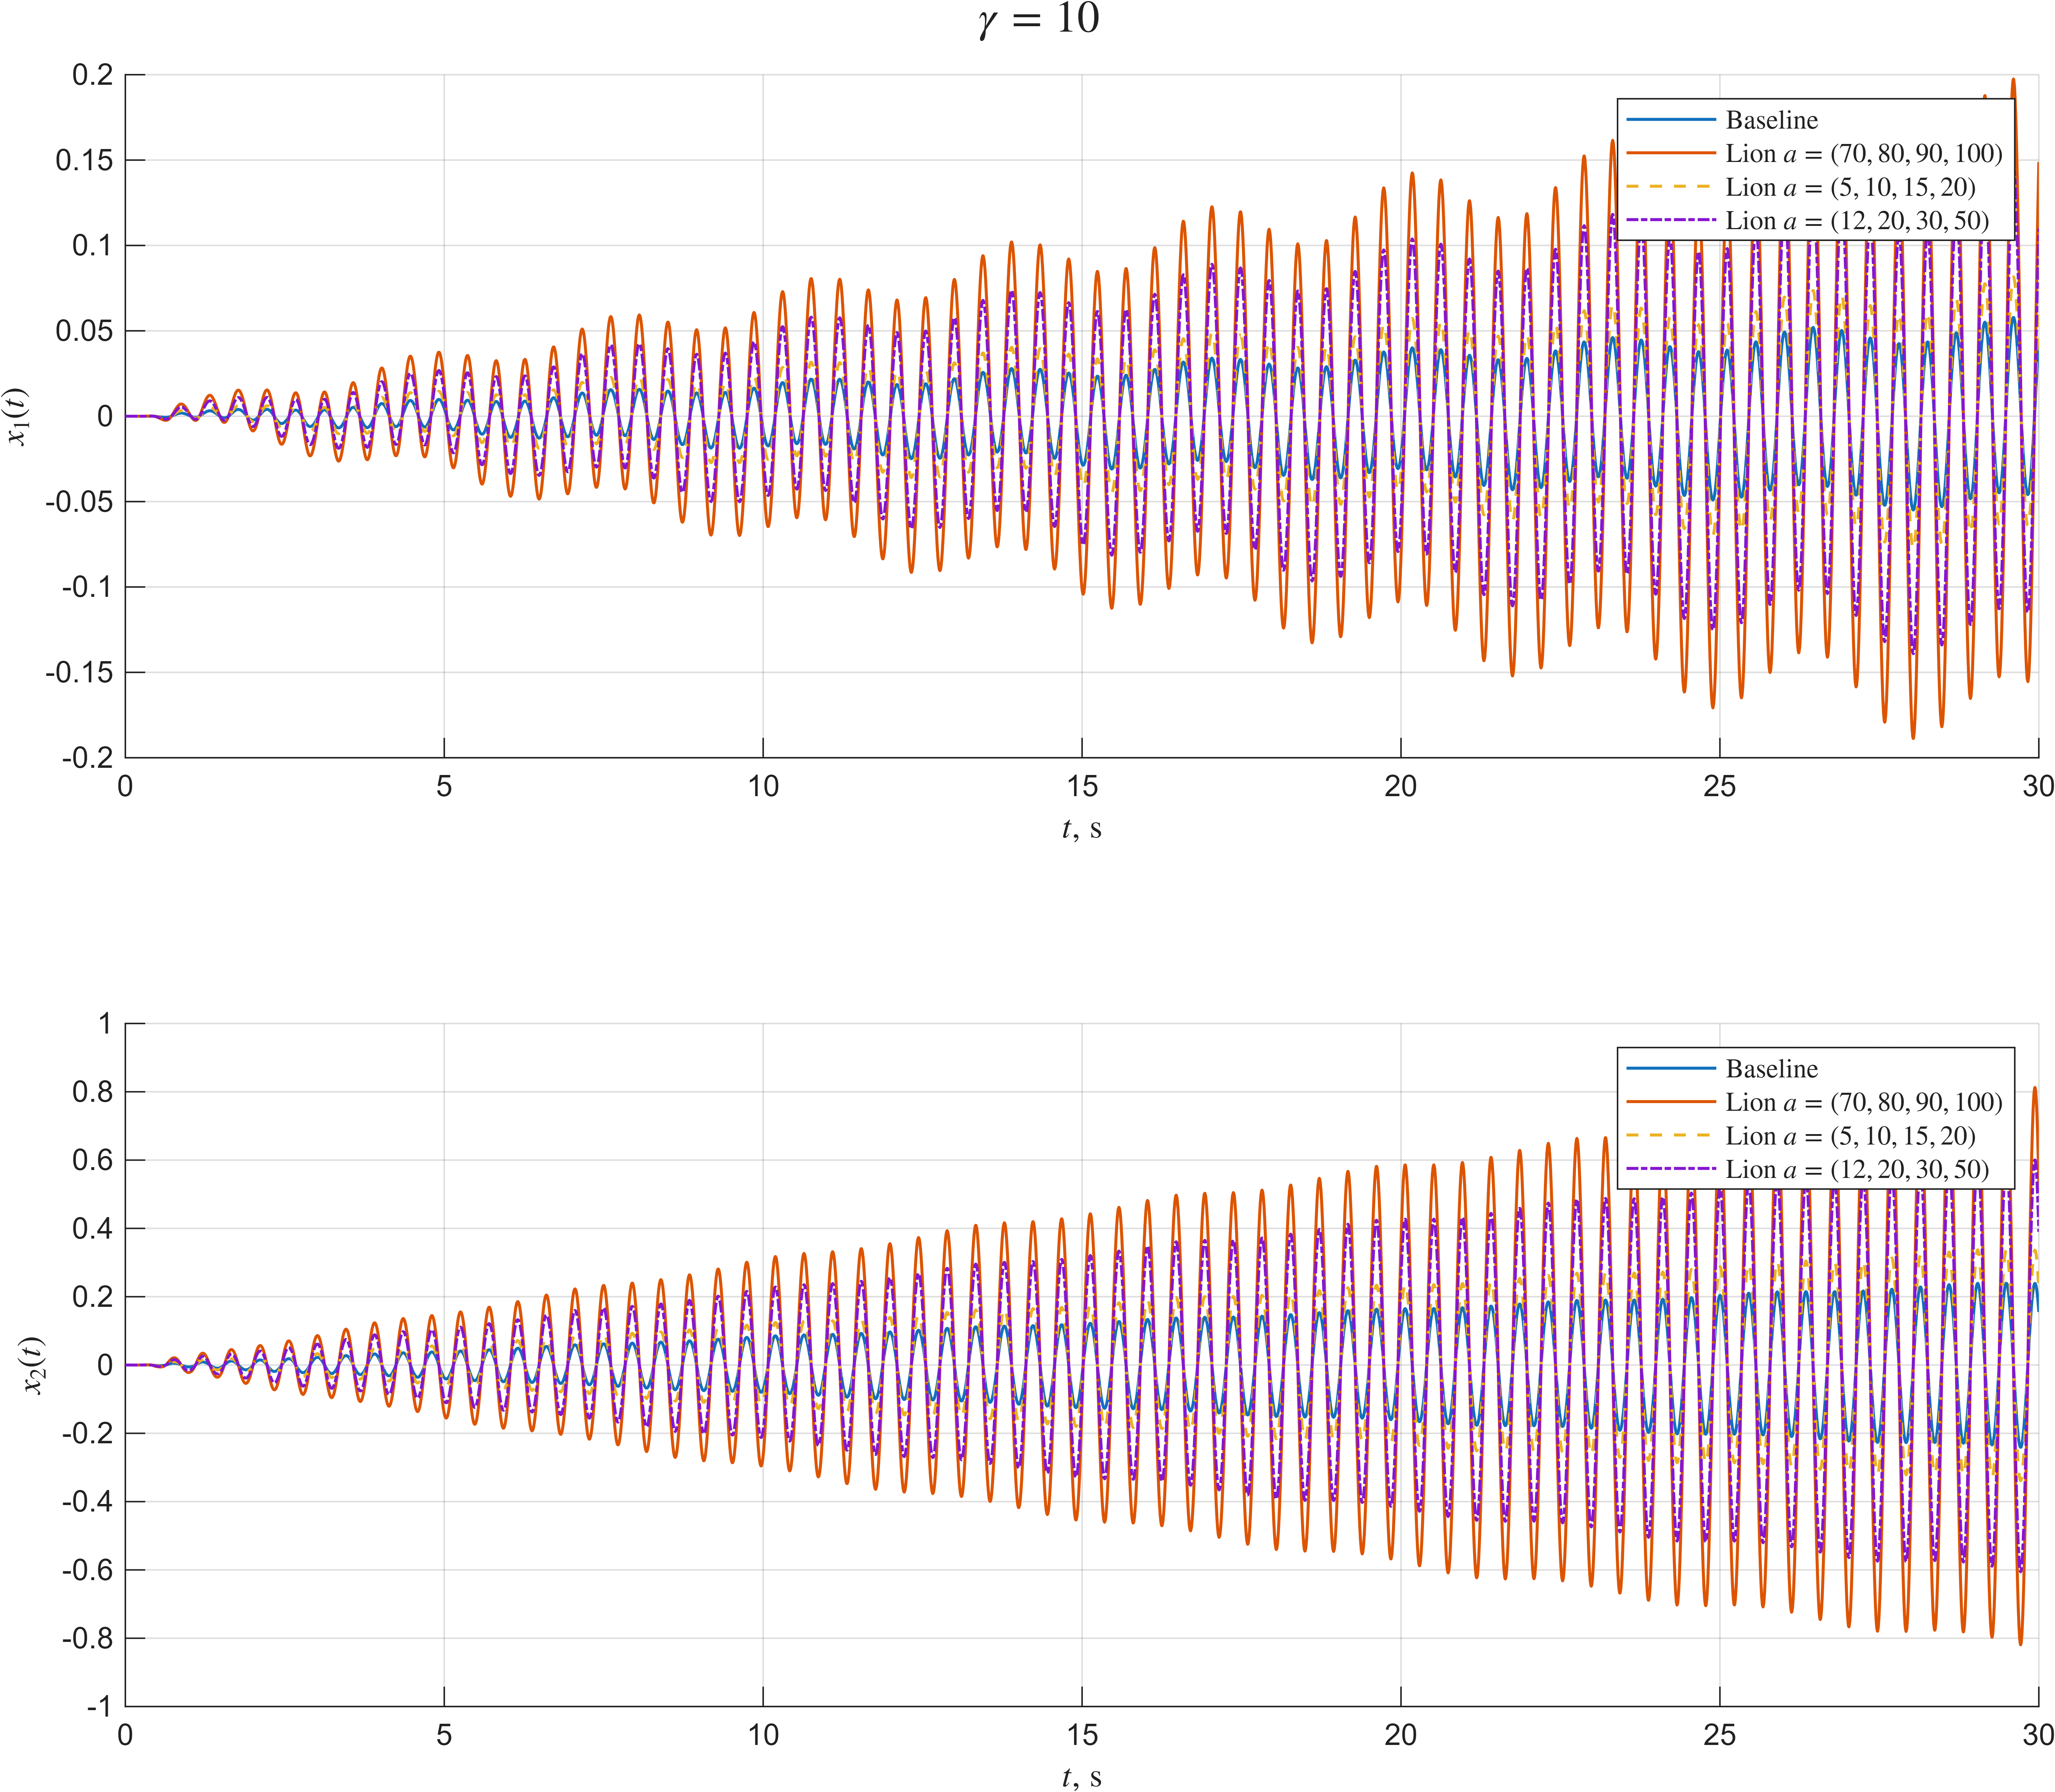 γ = 10
0.2
0.15
0.1
0.05
0
-0.05
-0.1
-0.15
-0.2
x1(t)
0 5 10 15 20 25 30
t, s
Baseline
Lion a = (70, 80, 90, 100)
Lion a = (5, 10, 15, 20)
Lion a = (12, 20, 30, 50)
1
0.8
0.6
0.4
0.2
0
-0.2
-0.4
-0.6
-0.8
-1
x2(t)
0 5 10 15 20 25 30
t, s
Baseline
Lion a = (70, 80, 90, 100)
Lion a = (5, 10, 15, 20)
Lion a = (12, 20, 30, 50)